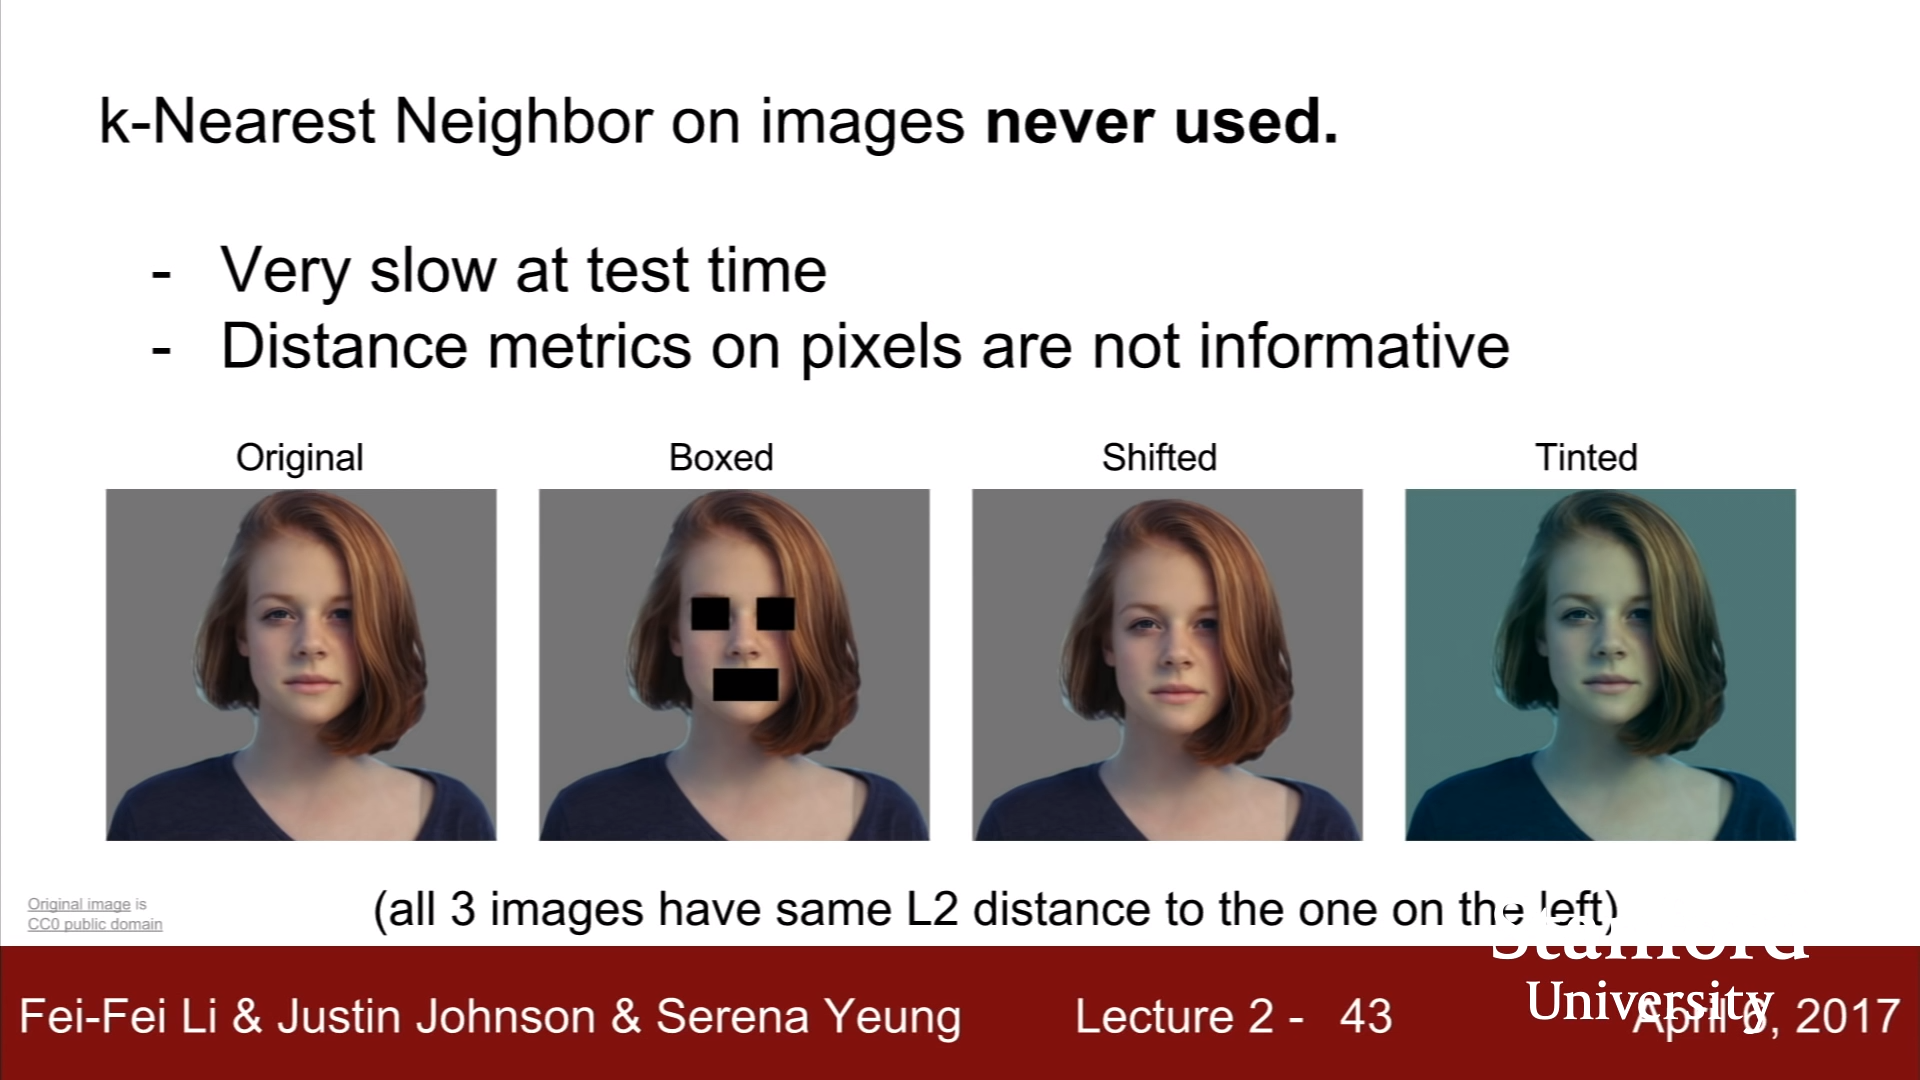 k-Nearest Neighbor on images never used.
- Very slow at test time
- Distance metrics on pixels are not informative
Original
Boxed
Shifted
Tinted
Original image is
CC0 public domain
(all 3 images have same L2 distance to the one on the left)
Stanford
University
Fei-Fei Li & Justin Johnson & Serena Yeung
Lecture 2 - 43
April 6, 2017